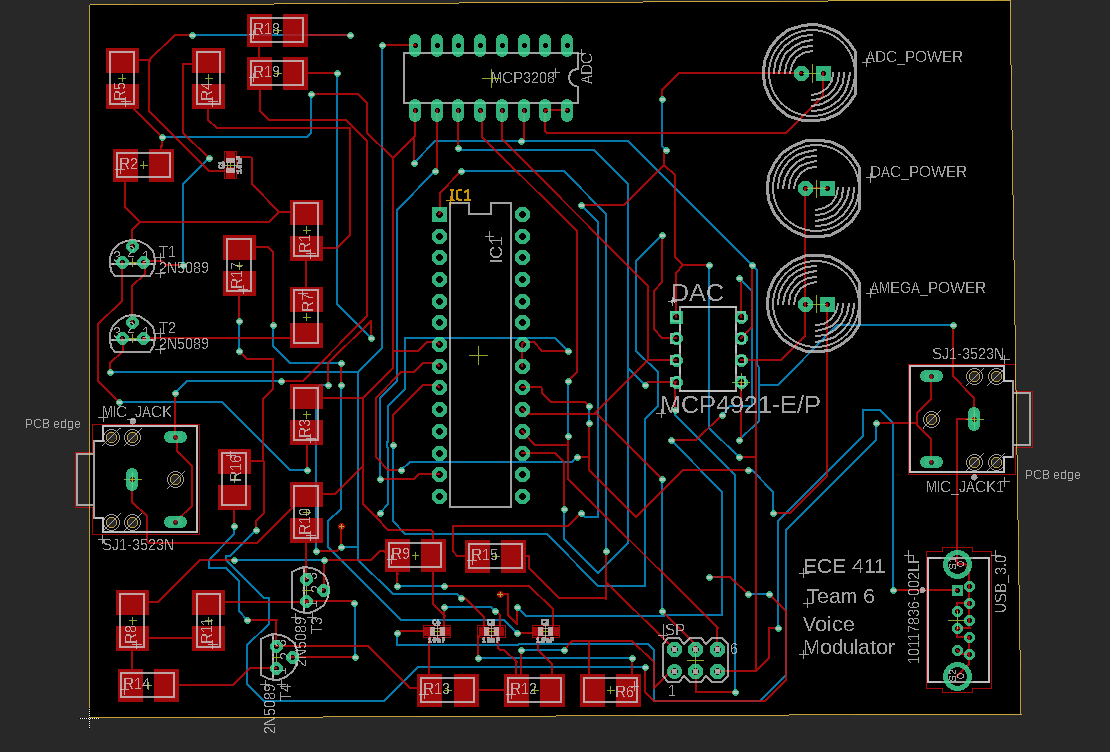 R18
R19
R5
R4
MCP3208
ADC
ADC_POWER
R2
DAC_POWER
IC1
IC1
R1
T1
2N5089
R17
R7
DAC
AMEGA_POWER
T2
2N5089
MCP4921-E/P
SJ1-3523N
MIC_JACK
PCB edge
R3
R16
SJ1-3523N
MIC_JACK1
PCB edge
R10
R9
R15
T3
2N5089
R8
R11
ECE 411
Team 6
Voice
Modulator
10117836-002LF
USB_3.0
ISP
6
1
R14
T4
2N5089
R13
R12
R6